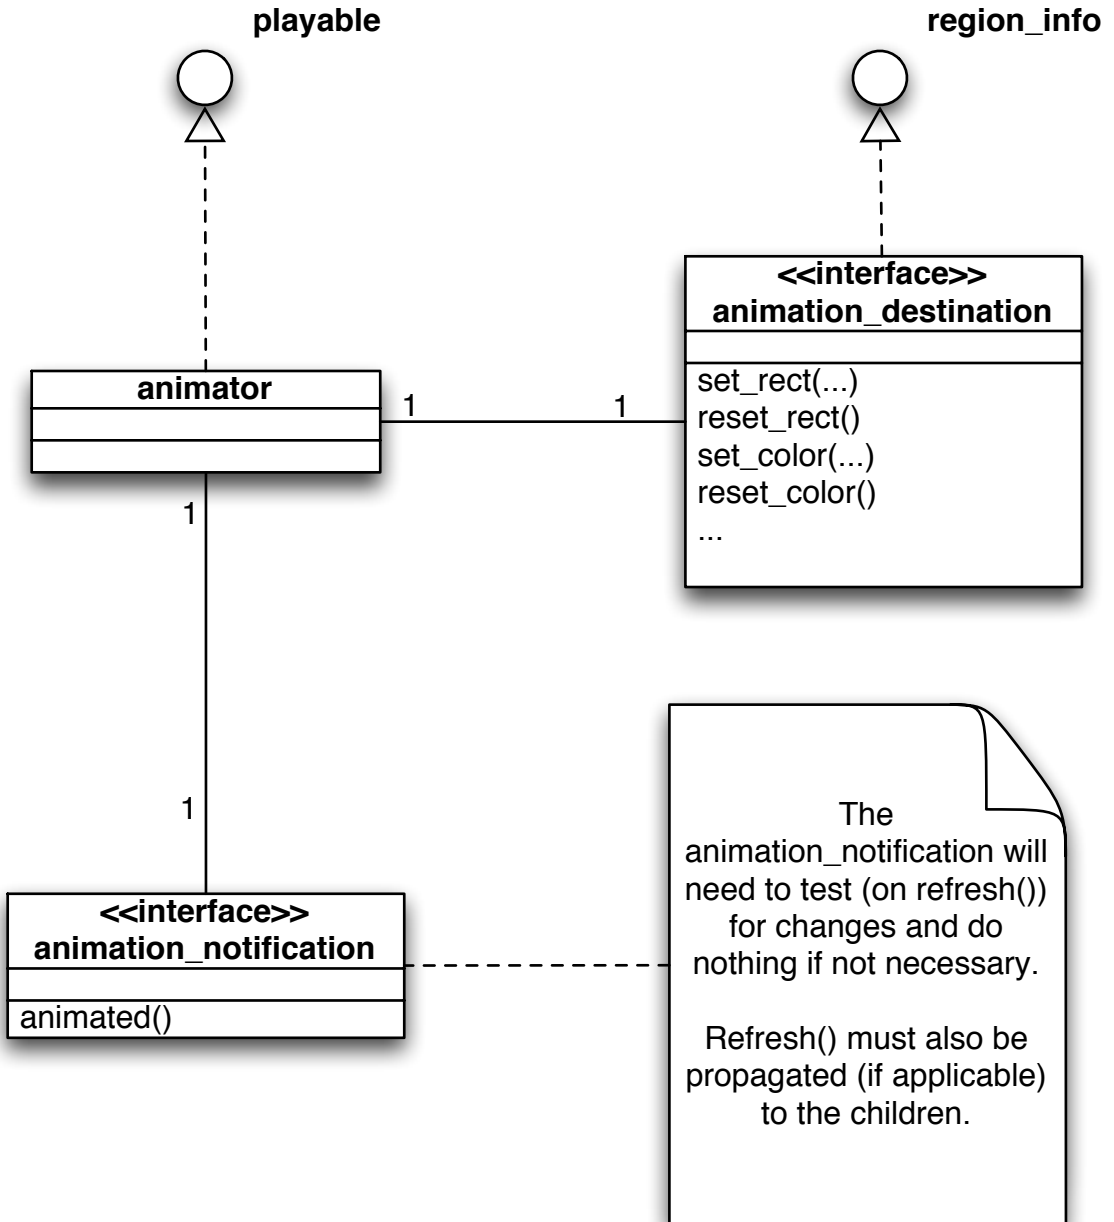 playable
region_info
<<interface>>
animation_destination
set_rect(...)
reset_rect()
set_color(...)
reset_color()
...
animator
1
1
1
1
<<interface>>
animation_notification
animated()
The
animation_notification will
need to test (on refresh())
for changes and do
nothing if not necessary.
Refresh() must also be
propagated (if applicable)
to the children.